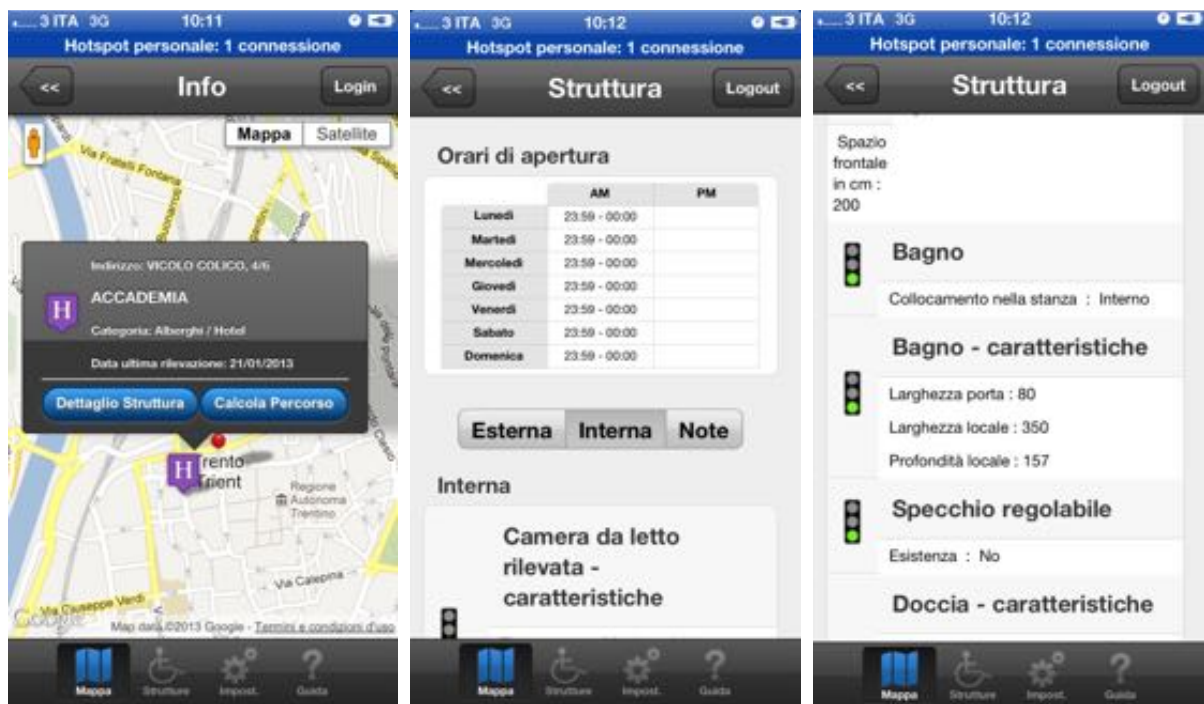 3 ITA 3G 10:11
Hotspot personale: 1 connessione
<< Info Login
Mappa Satellite
Via Fratelli Fontana
Buonarroti
Indirizzo: VICOLO COLICO, 4/6
H ACCADEMIA
Categoria: Alberghi / Hotel
Data ultima rilevazione: 21/01/2013
Dettaglio Struttura Calcola Percorso
H
Trento
Trient
Regione
Autonoma
Trentino
Via Calepina
Via Giuseppe Verdi
Google
Map data ©2013 Google - Termini e condizioni d'uso
Mappa Strutture Impost. Guida
3 ITA 3G 10:12
Hotspot personale: 1 connessione
<< Struttura Logout
Orari di apertura
AM PM
Lunedì 23:59 - 00:00
Martedì 23:59 - 00:00
Mercoledì 23:59 - 00:00
Giovedì 23:59 - 00:00
Venerdì 23:59 - 00:00
Sabato 23:59 - 00:00
Domenica 23:59 - 00:00
Esterna Interna Note
Interna
Camera da letto
rilevata -
caratteristiche
Mappa Strutture Impost. Guida
3 ITA 3G 10:12
Hotspot personale: 1 connessione
<< Struttura Logout
Spazio
frontale
in cm :
200
Bagno
Collocamento nella stanza : Interno
Bagno - caratteristiche
Larghezza porta : 80
Larghezza locale : 350
Profondità locale : 157
Specchio regolabile
Esistenza : No
Doccia - caratteristiche
Mappa Strutture Impost. Guida